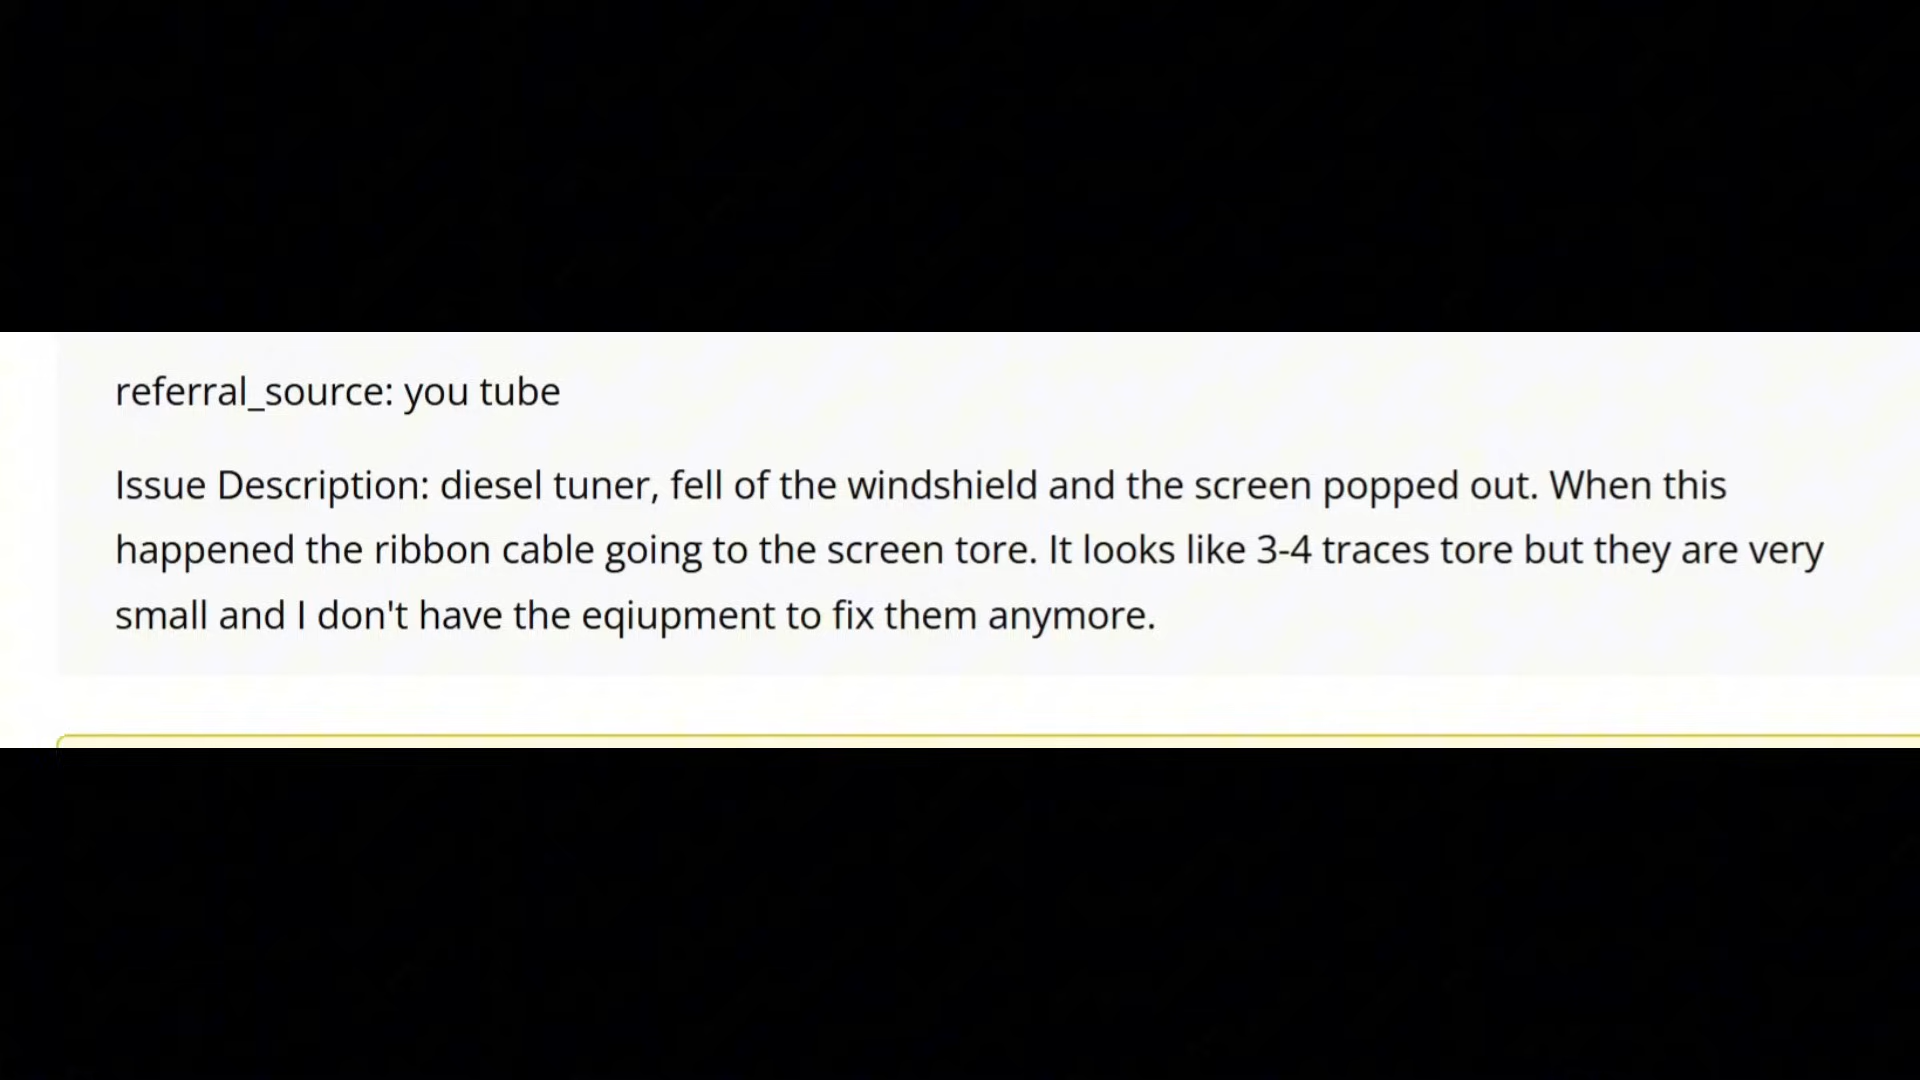 referral_source: you tube
Issue Description: diesel tuner, fell of the windshield and the screen popped out. When this
happened the ribbon cable going to the screen tore. It looks like 3-4 traces tore but they are very
small and I don't have the eqiupment to fix them anymore.